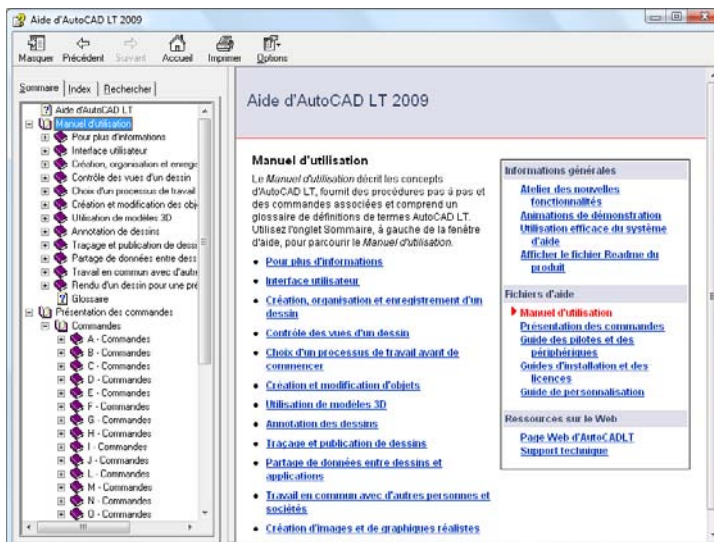 Aide d'AutoCAD LT 2009
Masquer Précédent Suivant Accueil Imprimer Options
Sommaire Index Rechercher
Aide d'AutoCAD LT
Manuel d'utilisation
Pour plus d'informations
Interface utilisateur
Création, organisation et enregis
Contrôle des vues d'un dessin
Choix d'un processus de travail
Création et modification des obj
Utilisation de modèles 3D
Annotation de dessins
Traçage et publication de dessi
Partage de données entre dess
Travail en commun avec d'autre
Rendu d'un dessin pour une pré
Glossaire
Présentation des commandes
Commandes
A - Commandes
B - Commandes
C - Commandes
D - Commandes
E - Commandes
F - Commandes
G - Commandes
H - Commandes
I - Commandes
J - Commandes
L - Commandes
M - Commandes
N - Commandes
O - Commandes
Aide d'AutoCAD LT 2009
Manuel d'utilisation
Le Manuel d'utilisation décrit les concepts
d'AutoCAD LT, fournit des procédures pas à pas et
des commandes associées et comprend un
glossaire de définitions de termes AutoCAD LT.
Utilisez l'onglet Sommaire, à gauche de la fenêtre
d'aide, pour parcourir le Manuel d'utilisation.
• Pour plus d'informations
• Interface utilisateur
• Création, organisation et enregistrement d'un
dessin
• Contrôle des vues d'un dessin
• Choix d'un processus de travail avant de
commencer
• Création et modification d'objets
• Utilisation de modèles 3D
• Annotation des dessins
• Traçage et publication de dessins
• Partage de données entre dessins et
applications
• Travail en commun avec d'autres personnes et
sociétés
• Création d'images et de graphiques réalistes
Informations générales
Atelier des nouvelles
fonctionnalités
Animations de démonstration
Utilisation efficace du système
d'aide
Afficher le fichier Readme du
produit
Fichiers d'aide
Manuel d'utilisation
Présentation des commandes
Guide des pilotes et des
périphériques
Guides d'installation et des
licences
Guide de personnalisation
Ressources sur le Web
Page Web d'AutoCADLT
Support technique